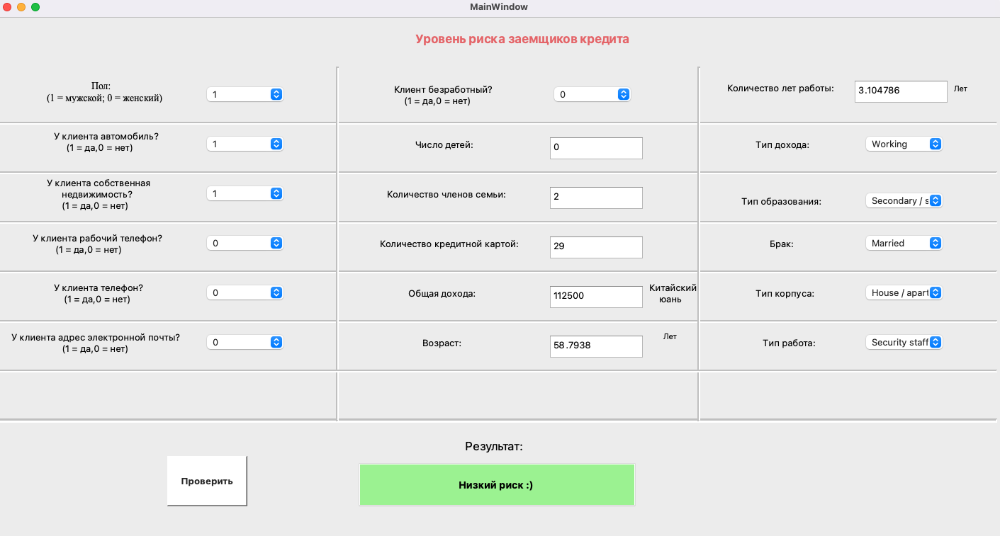 MainWindow
Уровень риска заемщиков кредита
Пол:
(1 = мужской; 0 = женский)
1
Клиент безработный?
(1 = да,0 = нет)
0
Количество лет работы:
3.104786
Лет
У клиента автомобиль?
(1 = да,0 = нет)
1
Число детей:
0
Тип дохода:
Working
У клиента собственная
недвижимость?
(1 = да,0 = нет)
1
Количество членов семьи:
2
Тип образования:
Secondary / s
У клиента рабочий телефон?
(1 = да,0 = нет)
0
Количество кредитной картой:
29
Брак:
Married
У клиента телефон?
(1 = да,0 = нет)
0
Общая дохода:
112500
Китайский
юань
Тип корпуса:
House / apart
У клиента адрес электронной почты?
(1 = да,0 = нет)
0
Возраст:
58.7938
Лет
Тип работа:
Security staff
Результат:
Проверить
Низкий риск :)